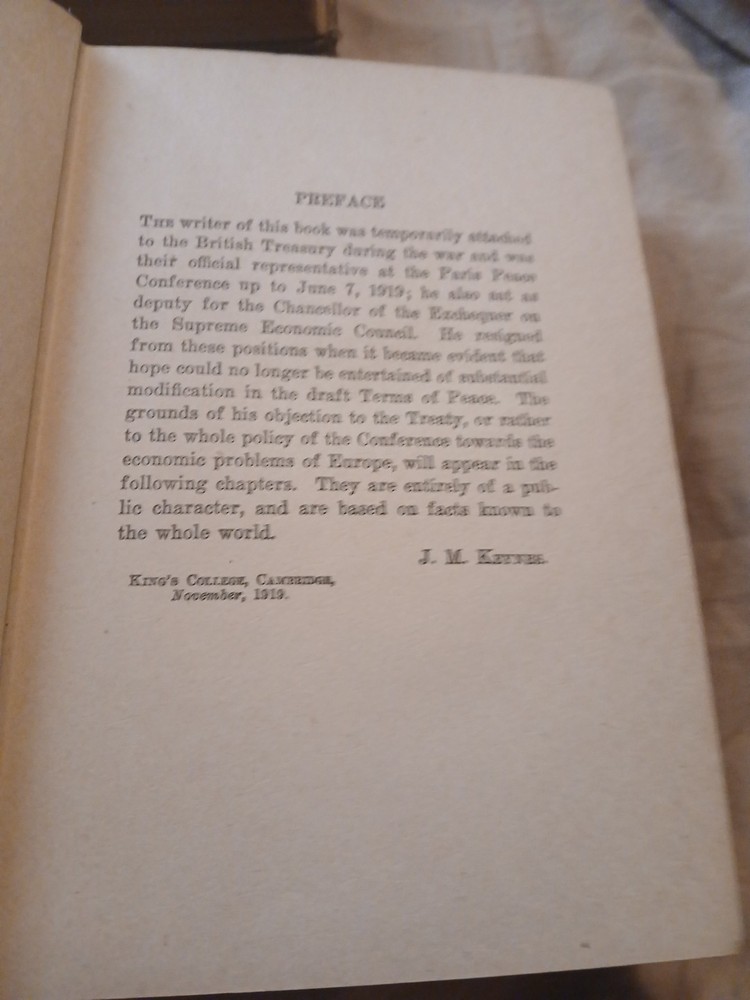 PREFACE
THE writer of this book was temporarily attached
to the British Treasury during the war and was
their official representative at the Paris Peace
Conference up to June 7, 1919; he also sat as
deputy for the Chancellor of the Exchequer on
the Supreme Economic Council. He resigned
from these positions when it became evident that
hope could no longer be entertained of substantial
modification in the draft Terms of Peace. The
grounds of his objection to the Treaty, or rather
to the whole policy of the Conference towards the
economic problems of Europe, will appear in the
following chapters. They are entirely of a pub-
lic character, and are based on facts known to
the whole world.
J. M. KEYNES.
KING'S COLLEGE, CAMBRIDGE,
November, 1919.